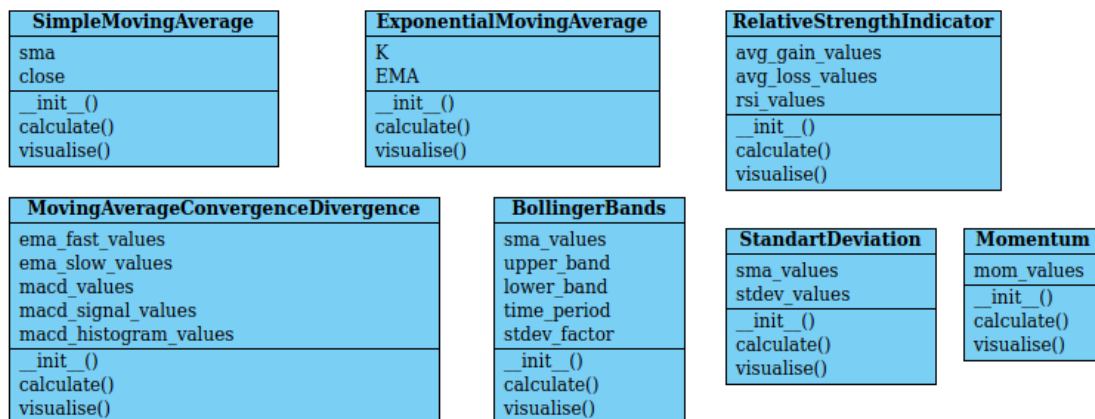 SimpleMovingAverage
sma
close
__init__()
calculate()
visualise()
ExponentialMovingAverage
K
EMA
__init__()
calculate()
visualise()
RelativeStrengthIndicator
avg_gain_values
avg_loss_values
rsi_values
__init__()
calculate()
visualise()
MovingAverageConvergenceDivergence
ema_fast_values
ema_slow_values
macd_values
macd_signal_values
macd_histogram_values
__init__()
calculate()
visualise()
BollingerBands
sma_values
upper_band
lower_band
time_period
stdev_factor
__init__()
calculate()
visualise()
StandartDeviation
sma_values
stdev_values
__init__()
calculate()
visualise()
Momentum
mom_values
__init__()
calculate()
visualise()